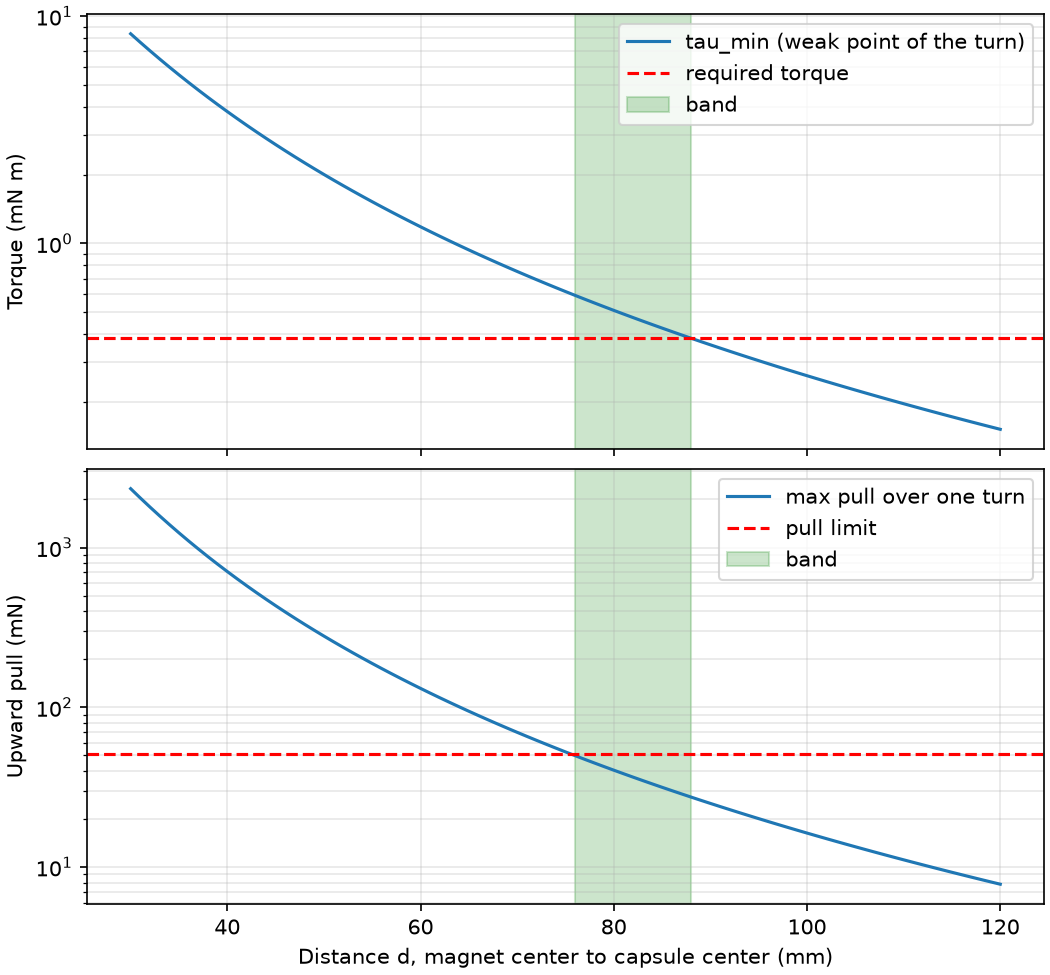 10¹
10⁰
Torque (mN m)
tau_min (weak point of the turn)
required torque
band
10³
10²
10¹
Upward pull (mN)
max pull over one turn
pull limit
band
40 60 80 100 120
Distance d, magnet center to capsule center (mm)